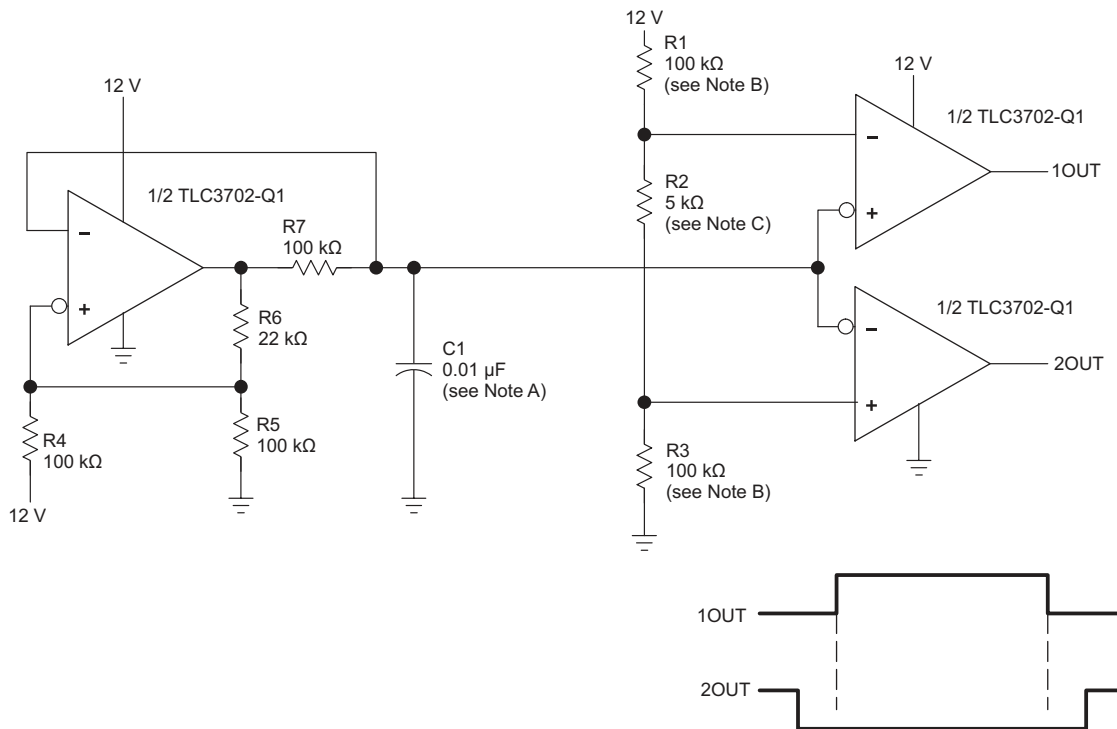 12 V
1/2 TLC3702-Q1
−
+
R7
100 kΩ
R6
22 kΩ
R4
100 kΩ
12 V
R5
100 kΩ
C1
0.01 µF
(see Note A)
12 V
R1
100 kΩ
(see Note B)
R2
5 kΩ
(see Note C)
R3
100 kΩ
(see Note B)
12 V
1/2 TLC3702-Q1
−
+
1OUT
1/2 TLC3702-Q1
−
+
2OUT
1OUT
2OUT